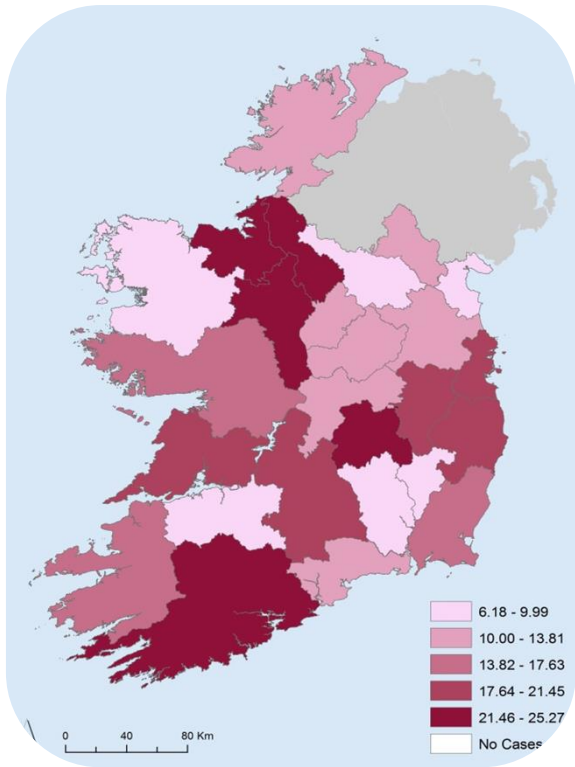 6.18 - 9.99
10.00 - 13.81
13.82 - 17.63
17.64 - 21.45
21.46 - 25.27
No Cases
0 40 80 Km